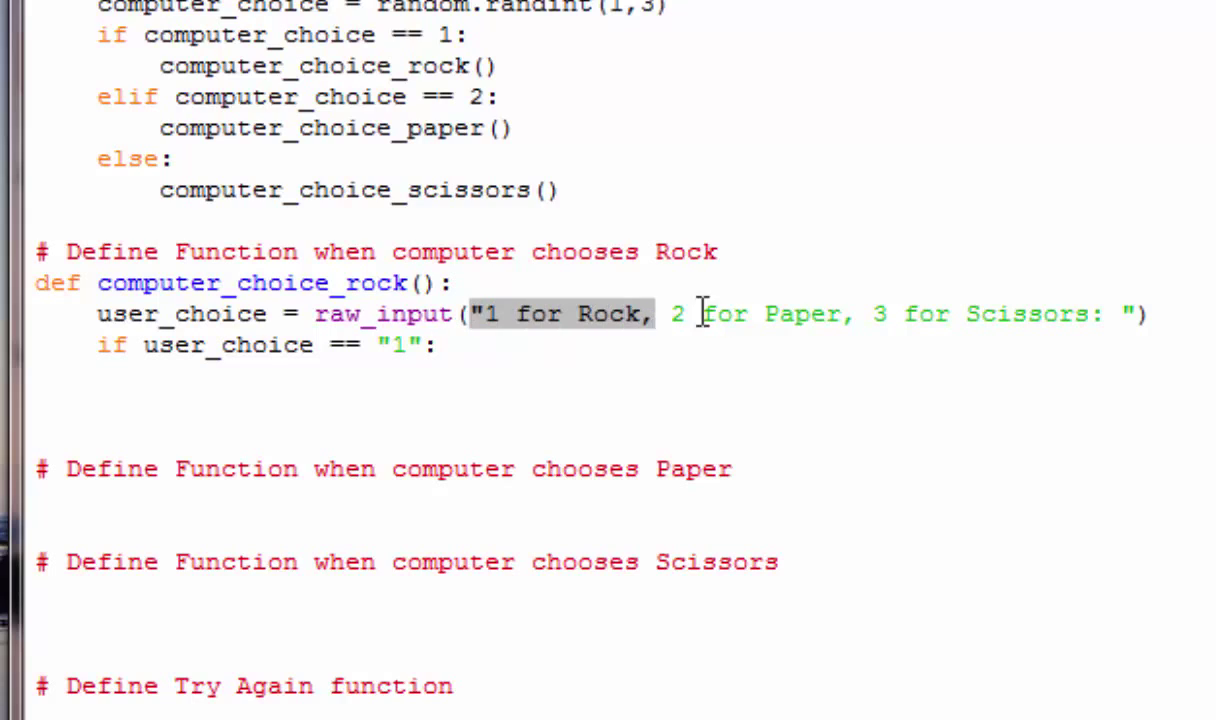 computer_choice = random.randint(1,3)
if computer_choice == 1:
computer_choice_rock()
elif computer_choice == 2:
computer_choice_paper()
else:
computer_choice_scissors()
# Define Function when computer chooses Rock
def computer_choice_rock():
user_choice = raw_input("1 for Rock, 2 for Paper, 3 for Scissors: ")
if user_choice == "1":
# Define Function when computer chooses Paper
# Define Function when computer chooses Scissors
# Define Try Again function